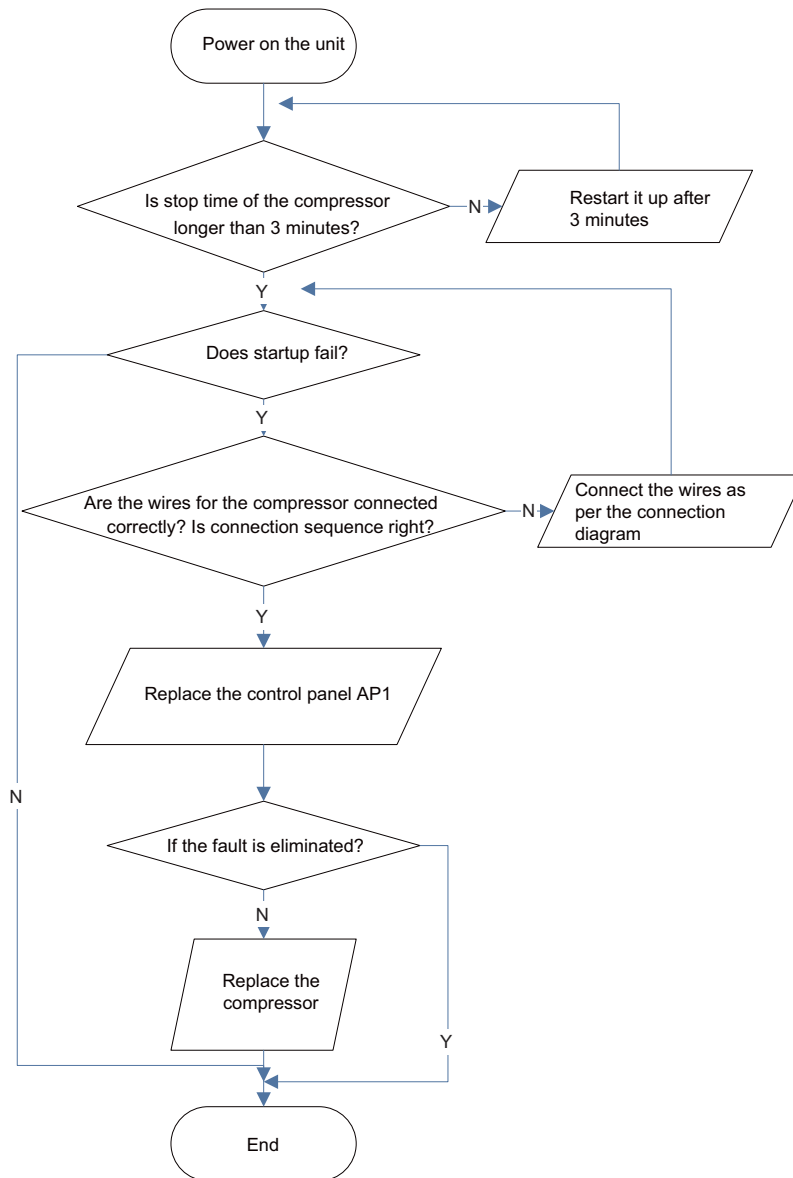 Power on the unit
Is stop time of the compressor
longer than 3 minutes?
N
Restart it up after
3 minutes
Y
Does startup fail?
Y
Are the wires for the compressor connected
correctly? Is connection sequence right?
N
Connect the wires as
per the connection
diagram
Y
Replace the control panel AP1
N
If the fault is eliminated?
N
Replace the
compressor
Y
End